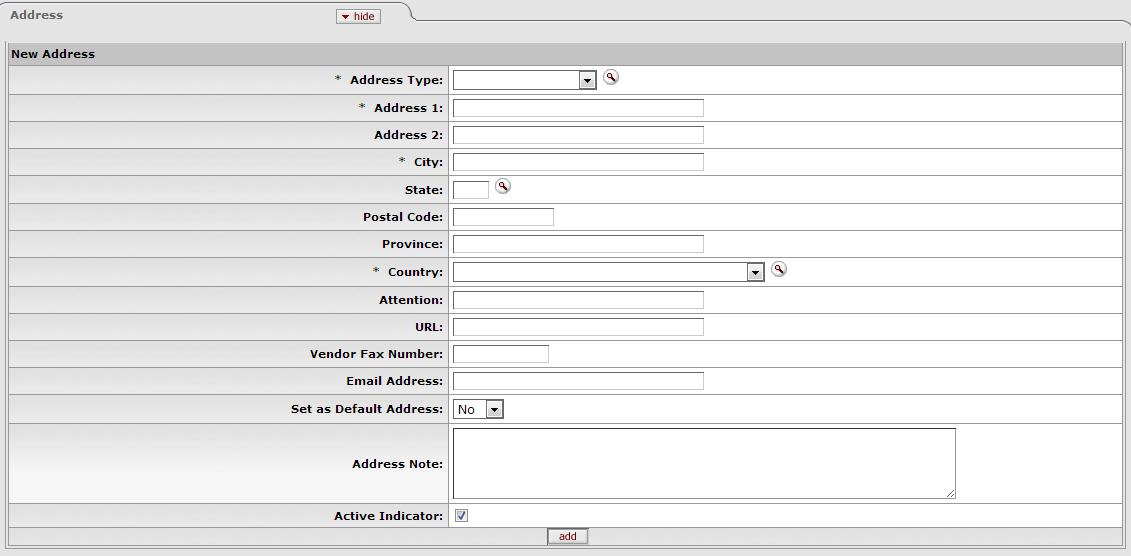 Address hide
New Address
* Address Type:
* Address 1:
Address 2:
* City:
State:
Postal Code:
Province:
* Country:
Attention:
URL:
Vendor Fax Number:
Email Address:
Set as Default Address: No
Address Note:
Active Indicator:
add